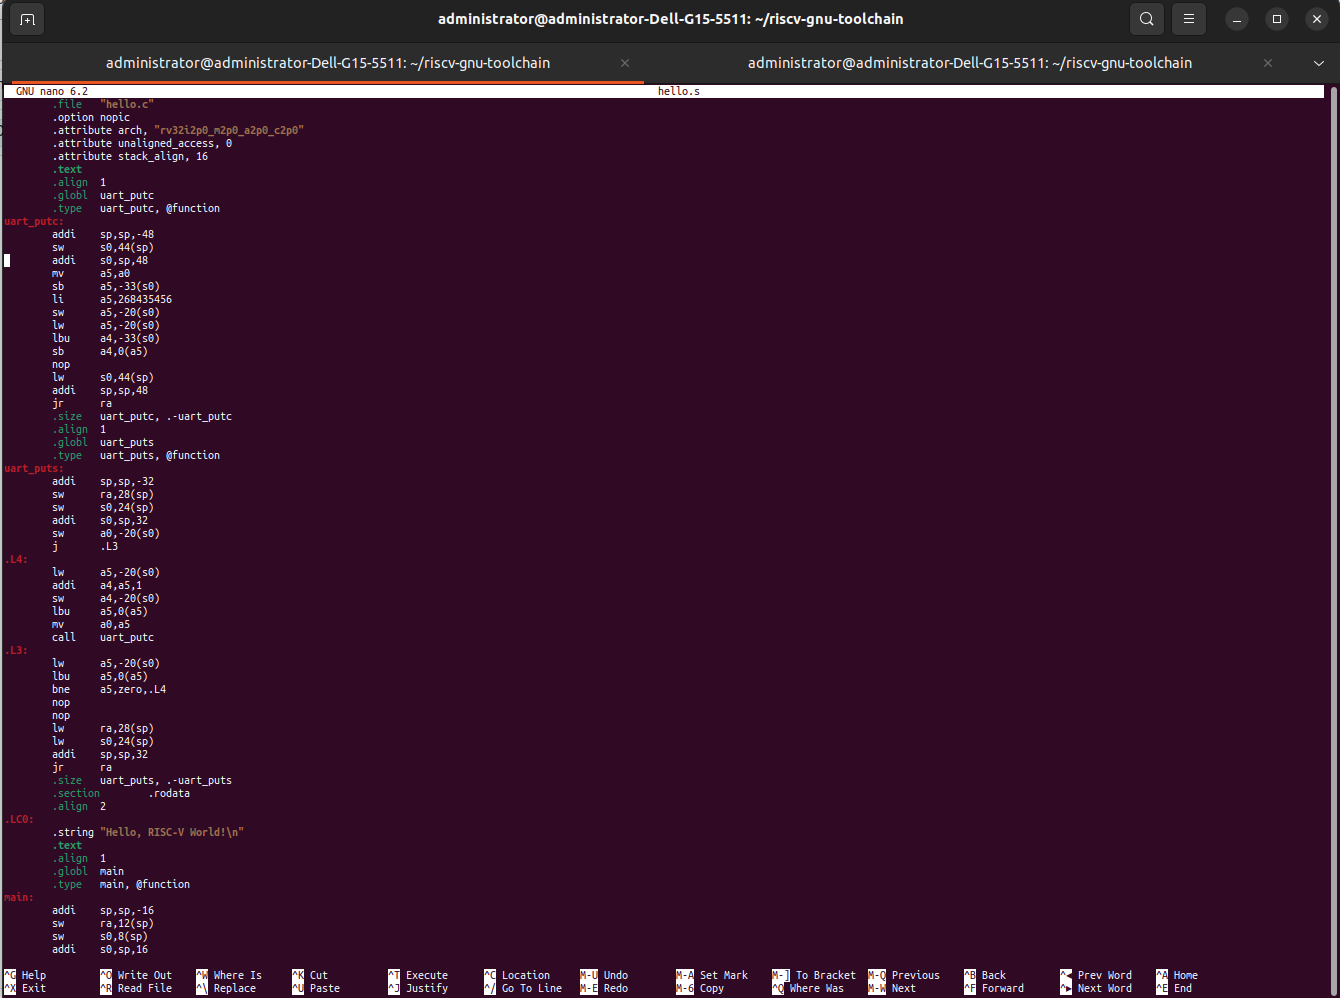 administrator@administrator-Dell-G15-5511: ~/riscv-gnu-toolchain
administrator@administrator-Dell-G15-5511: ~/riscv-gnu-toolchain × administrator@administrator-Dell-G15-5511: ~/riscv-gnu-toolchain ×
GNU nano 6.2 hello.s
.file "hello.c"
.option nopic
.attribute arch, "rv32i2p0_m2p0_a2p0_c2p0"
.attribute unaligned_access, 0
.attribute stack_align, 16
.text
.align 1
.globl uart_putc
.type uart_putc, @function
uart_putc:
addi sp,sp,-48
sw s0,44(sp)
addi s0,sp,48
mv a5,a0
sb a5,-33(s0)
li a5,268435456
sw a5,-20(s0)
lw a5,-20(s0)
lbu a4,-33(s0)
sb a4,0(a5)
nop
lw s0,44(sp)
addi sp,sp,48
jr ra
.size uart_putc, .-uart_putc
.align 1
.globl uart_puts
.type uart_puts, @function
uart_puts:
addi sp,sp,-32
sw ra,28(sp)
sw s0,24(sp)
addi s0,sp,32
sw a0,-20(s0)
j .L3
.L4:
lw a5,-20(s0)
addi a4,a5,1
sw a4,-20(s0)
lbu a5,0(a5)
mv a0,a5
call uart_putc
.L3:
lw a5,-20(s0)
lbu a5,0(a5)
bne a5,zero,.L4
nop
nop
lw ra,28(sp)
lw s0,24(sp)
addi sp,sp,32
jr ra
.size uart_puts, .-uart_puts
.section .rodata
.align 2
.LC0:
.string "Hello, RISC-V World!\n"
.text
.align 1
.globl main
.type main, @function
main:
addi sp,sp,-16
sw ra,12(sp)
sw s0,8(sp)
addi s0,sp,16
^G Help ^O Write Out ^W Where Is ^K Cut ^T Execute ^C Location M-U Undo M-A Set Mark M-] To Bracket M-Q Previous ^B Back ^◀ Prev Word ^A Home
^X Exit ^R Read File ^\ Replace ^U Paste ^J Justify ^/ Go To Line M-E Redo M-6 Copy ^Q Where Was M-W Next ^F Forward ^▶ Next Word ^E End